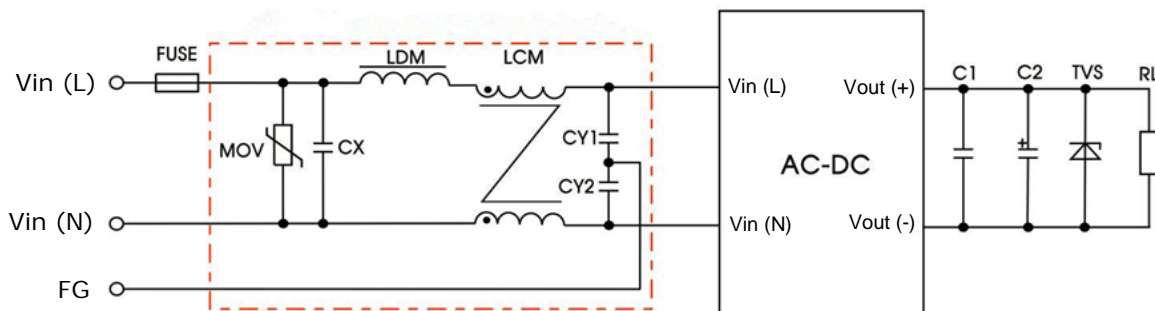 FUSE
LDM
LCM
Vin (L)
Vin (L)
Vout (+)
C1
C2
TVS
RL
MOV
CX
CY1
CY2
+
AC-DC
Vin (N)
Vin (N)
Vout (-)
FG